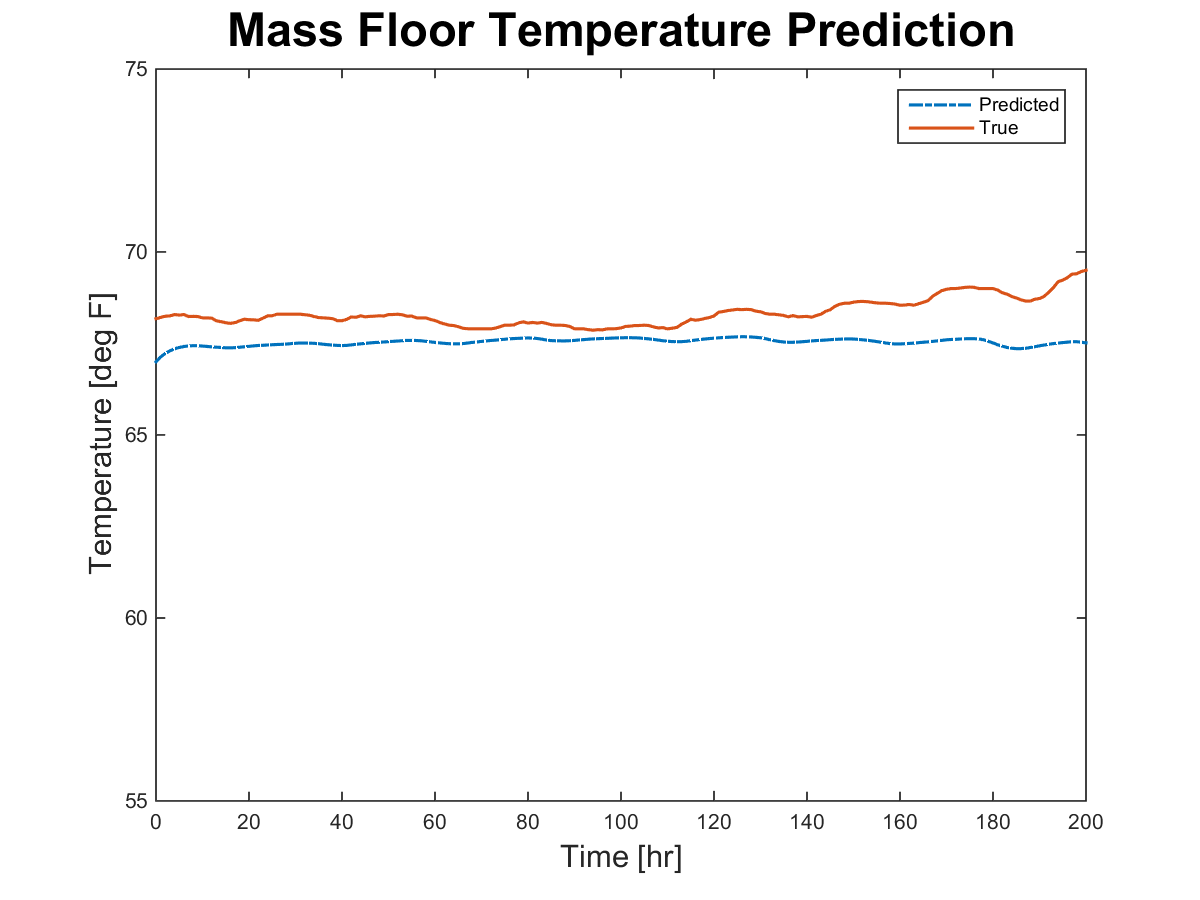 Mass Floor Temperature Prediction
75
70
65
60
55
Temperature [deg F]
Predicted
True
0 20 40 60 80 100 120 140 160 180 200
Time [hr]